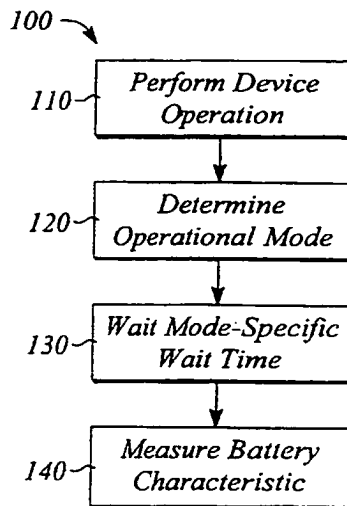 100
110
Perform Device
Operation
120
Determine
Operational Mode
130
Wait Mode-Specific
Wait Time
140
Measure Battery
Characteristic